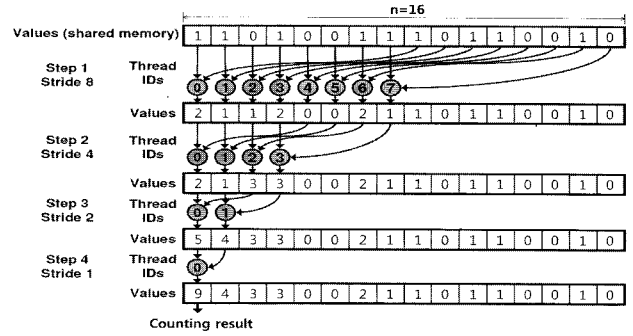 n=16
Values (shared memory) 1 1 0 1 0 0 1 1 1 0 1 1 0 0 1 0
Step 1 Thread
Stride 8 IDs 0 1 2 3 4 5 6 7
Values 2 1 1 2 0 0 2 1 1 0 1 1 0 0 1 0
Step 2 Thread
Stride 4 IDs 0 1 2 3
Values 2 1 3 3 0 0 2 1 1 0 1 1 0 0 1 0
Step 3 Thread
Stride 2 IDs 0 1
Values 5 4 3 3 0 0 2 1 1 0 1 1 0 0 1 0
Step 4 Thread
Stride 1 IDs 0
Values 9 4 3 3 0 0 2 1 1 0 1 1 0 0 1 0
Counting result